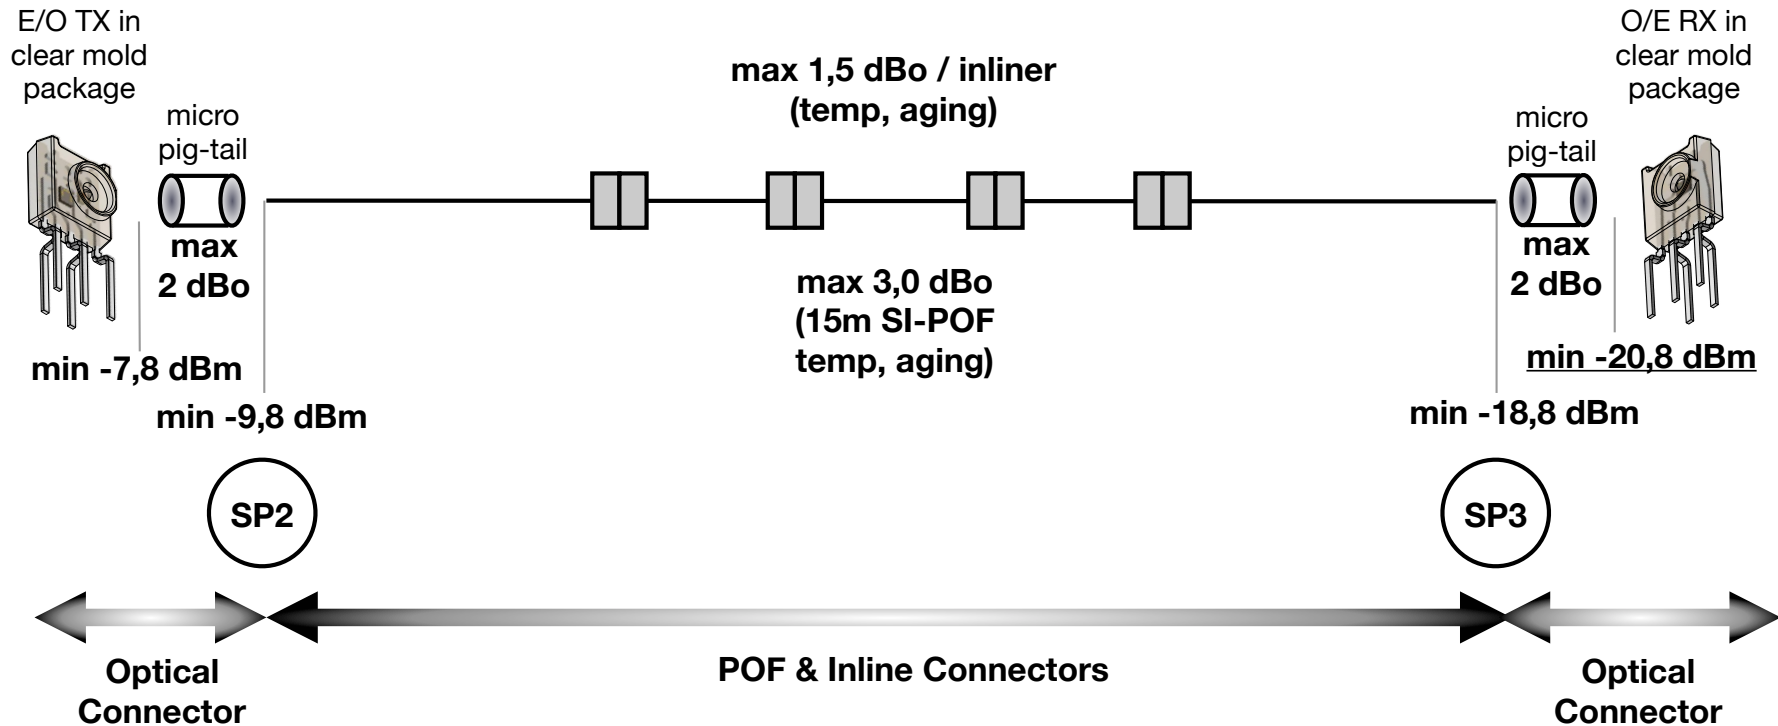 E/O TX in
clear mold
package
micro
pig-tail
max
2 dBo
min -7,8 dBm
min -9,8 dBm
max 1,5 dBo / inliner
(temp, aging)
max 3,0 dBo
(15m SI-POF
temp, aging)
O/E RX in
clear mold
package
micro
pig-tail
max
2 dBo
min -20,8 dBm
min -18,8 dBm
SP2
SP3
Optical
Connector
POF & Inline Connectors
Optical
Connector